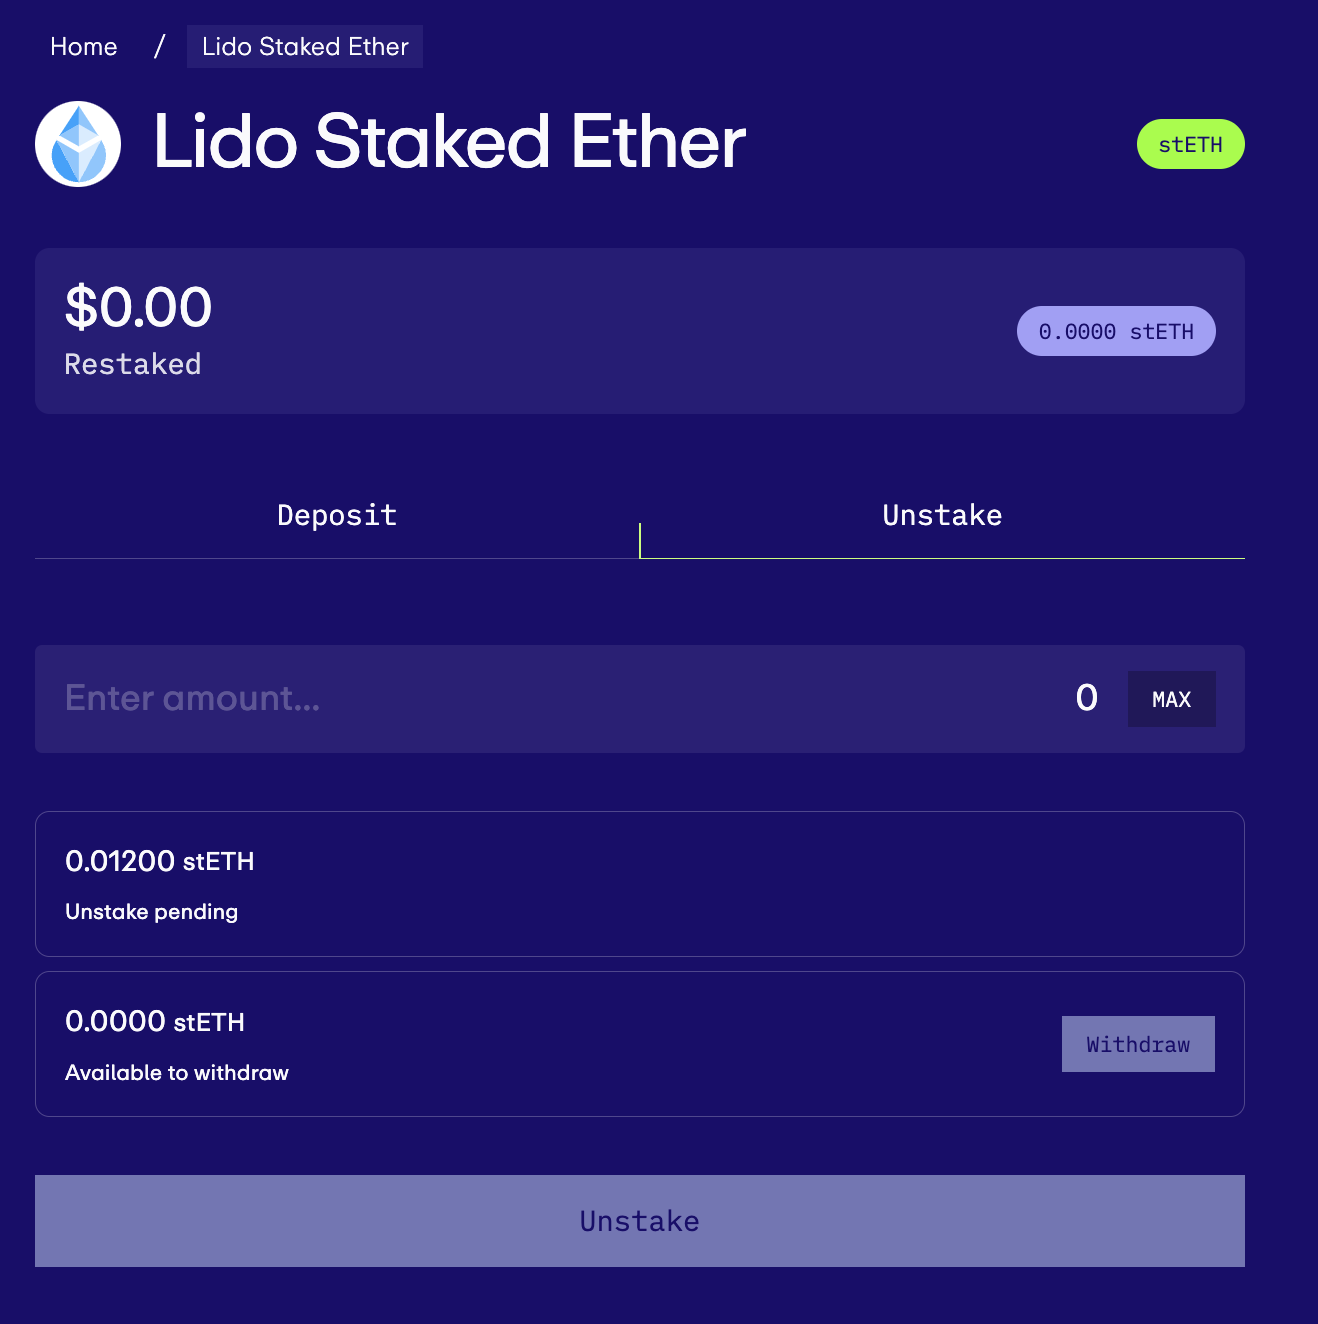 Home / Lido Staked Ether
Lido Staked Ether
stETH
$0.00
Restaked
0.0000 stETH
Deposit
Unstake
Enter amount...
0
MAX
0.01200 stETH
Unstake pending
0.0000 stETH
Available to withdraw
Withdraw
Unstake